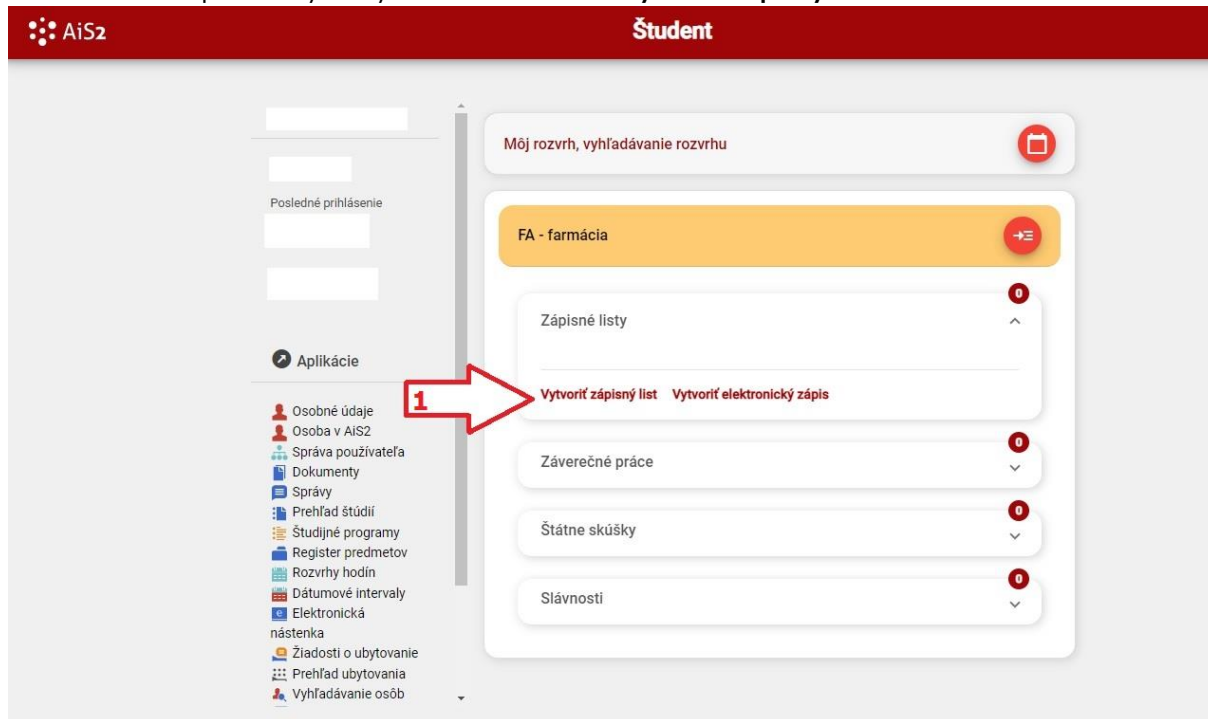 AiS2
Študent
Posledné prihlásenie
Aplikácie
Osobné údaje
Osoba v AiS2
Správa používateľa
Dokumenty
Správy
Prehľad štúdií
Študijné programy
Register predmetov
Rozvrhy hodín
Dátumové intervaly
Elektronická
nástenka
Žiadosti o ubytovanie
Prehľad ubytovania
Vyhľadávanie osôb
Môj rozvrh, vyhľadávanie rozvrhu
FA - farmácia
0
Zápisné listy
1
Vytvoriť zápisný list Vytvoriť elektronický zápis
0
Záverečné práce
0
Štátne skúšky
0
Slávnosti